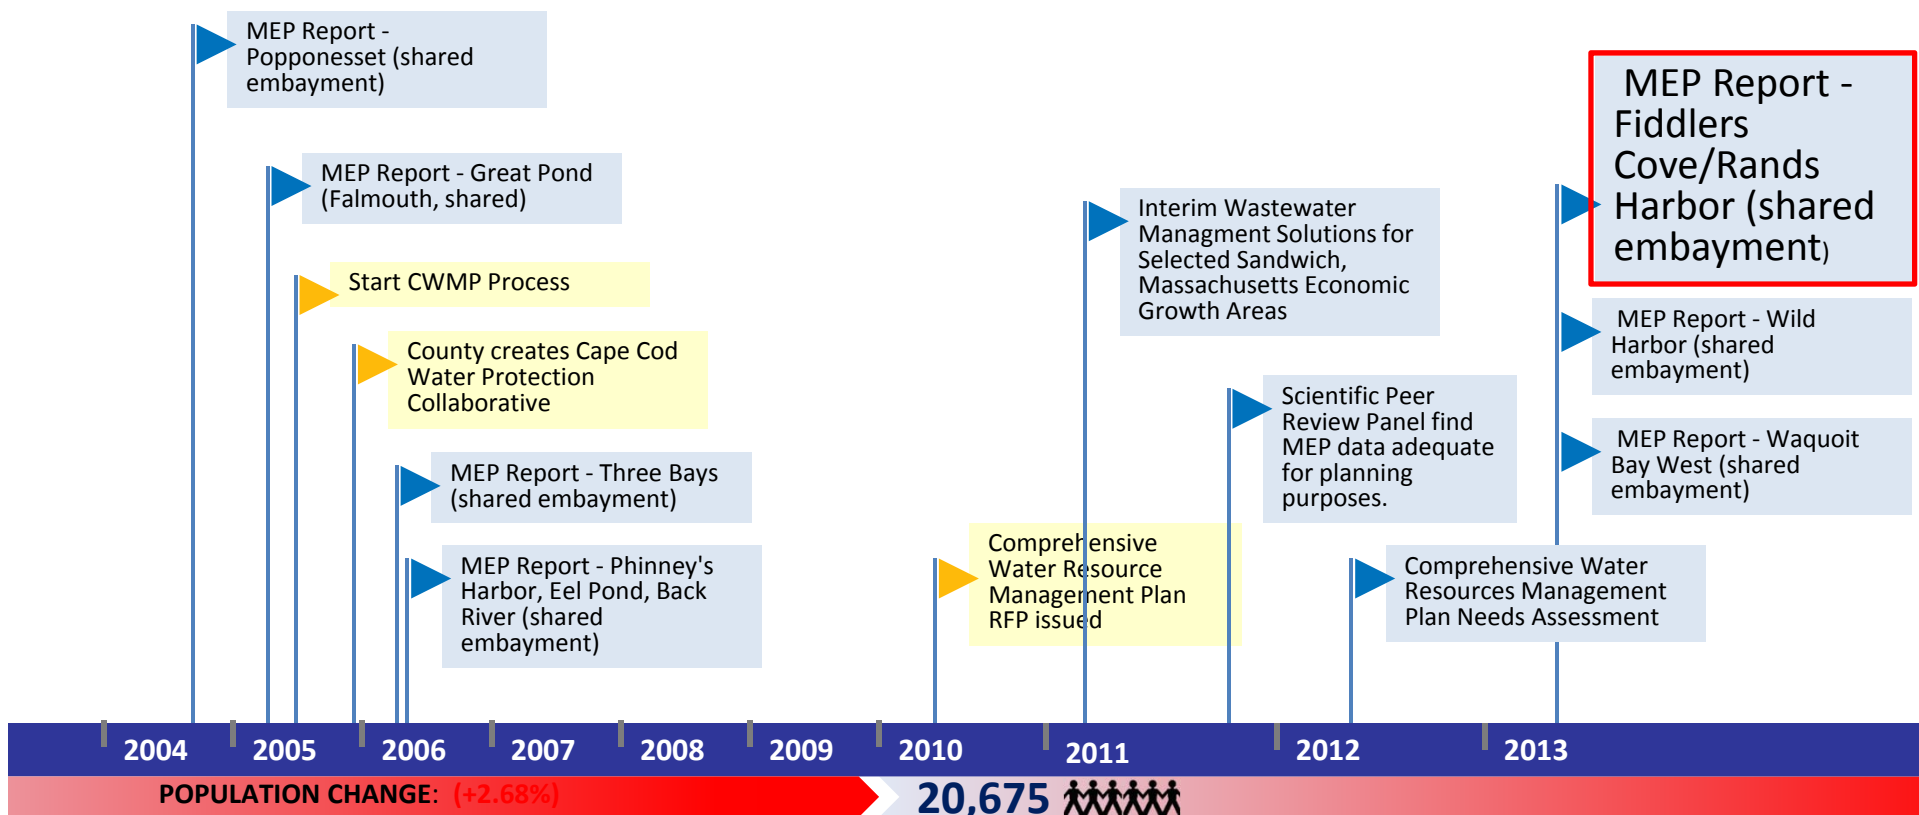 MEP Report -
Popponesset (shared
embayment)
MEP Report - Great Pond
(Falmouth, shared)
Start CWMP Process
County creates Cape Cod
Water Protection
Collaborative
MEP Report - Three Bays
(shared embayment)
MEP Report - Phinney's
Harbor, Eel Pond, Back
River (shared
embayment)
Comprehensive
Water Resource
Management Plan
RFP issued
Interim Wastewater
Managment Solutions for
Selected Sandwich,
Massachusetts Economic
Growth Areas
Scientific Peer
Review Panel find
MEP data adequate
for planning
purposes.
Comprehensive Water
Resources Management
Plan Needs Assessment
MEP Report -
Fiddlers
Cove/Rands
Harbor (shared
embayment)
MEP Report - Wild
Harbor (shared
embayment)
MEP Report - Waquoit
Bay West (shared
embayment)
2004 2005 2006 2007 2008 2009 2010 2011 2012 2013
POPULATION CHANGE: (+2.68%) 20,675